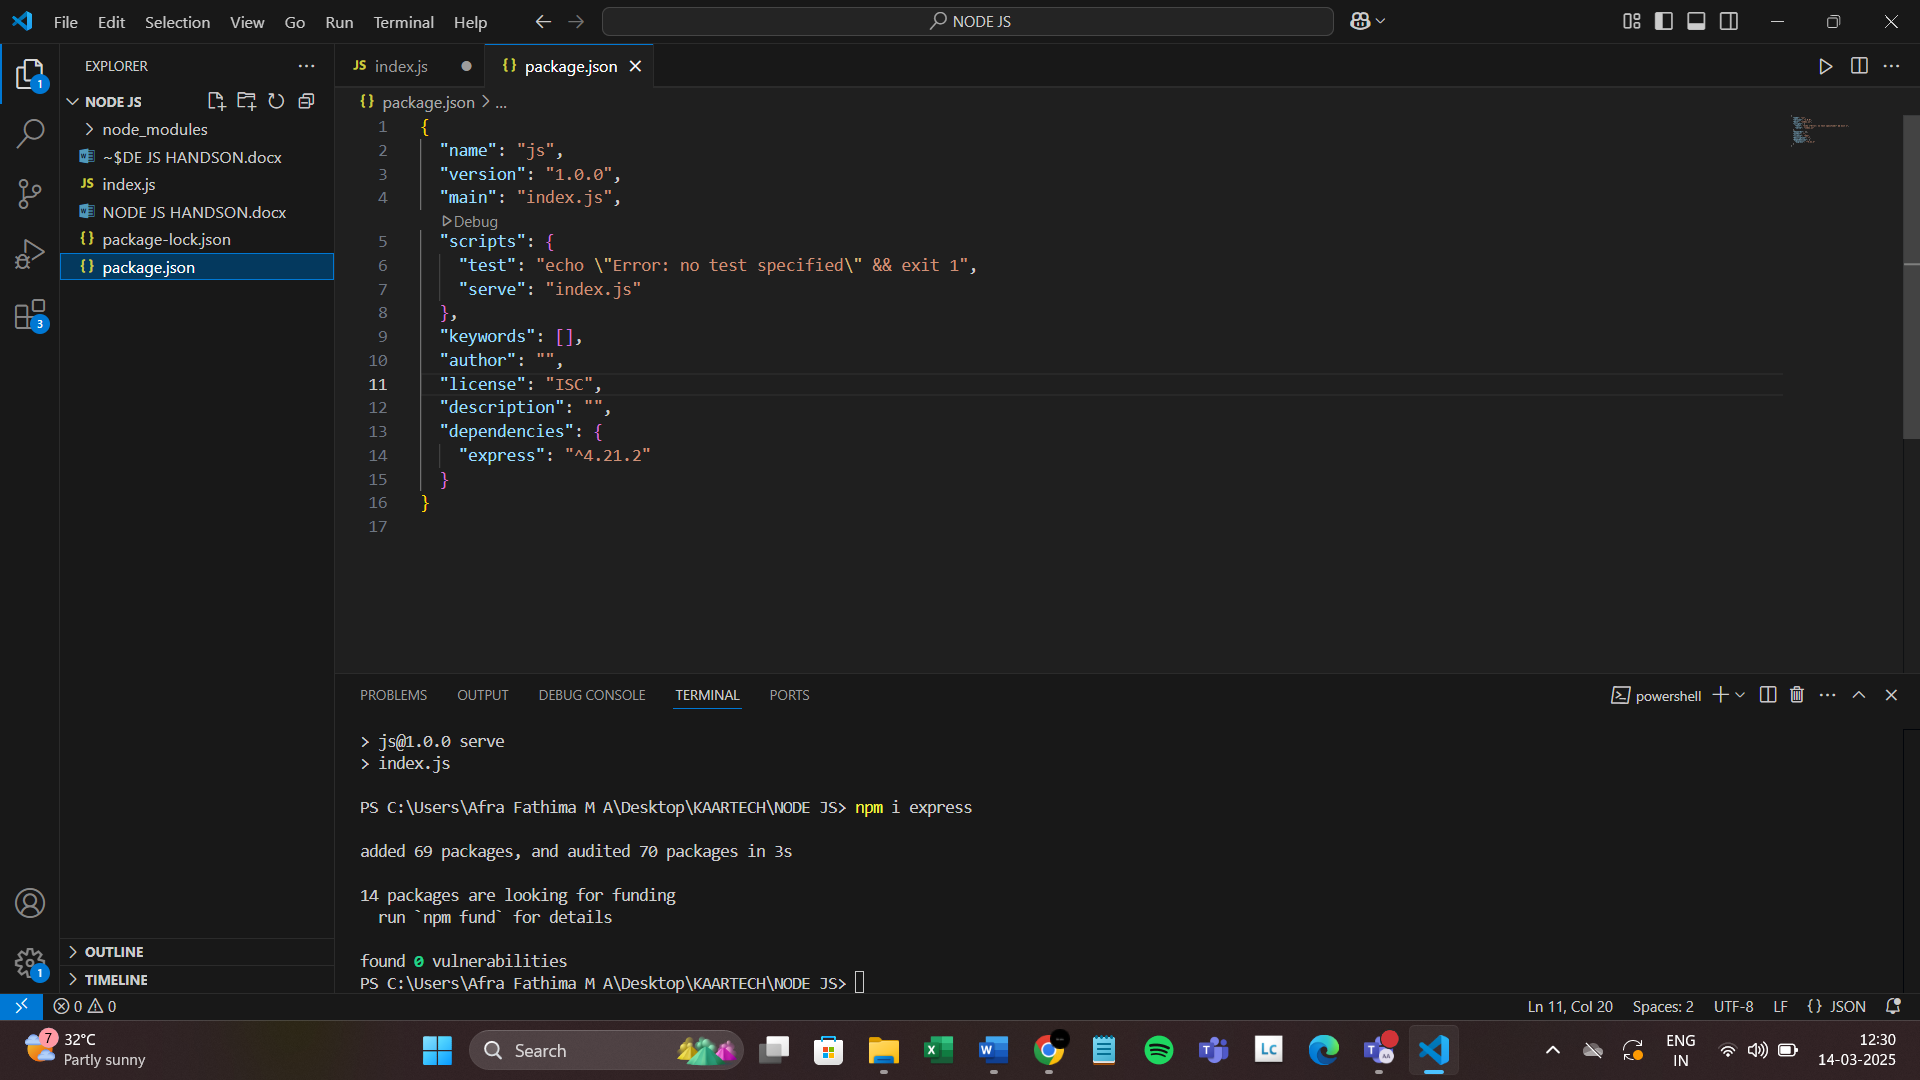 File Edit Selection View Go Run Terminal Help
NODE JS
EXPLORER
NODE JS
node_modules
~$DE JS HANDSON.docx
JS index.js
NODE JS HANDSON.docx
{} package-lock.json
{} package.json
OUTLINE
TIMELINE
1
3
1
JS index.js
{} package.json
{} package.json > ...
1 {
2 "name": "js",
3 "version": "1.0.0",
4 "main": "index.js",
Debug
5 "scripts": {
6 "test": "echo \"Error: no test specified\" && exit 1",
7 "serve": "index.js"
8 },
9 "keywords": [],
10 "author": "",
11 "license": "ISC",
12 "description": "",
13 "dependencies": {
14 "express": "^4.21.2"
15 }
16 }
17
PROBLEMS OUTPUT DEBUG CONSOLE TERMINAL PORTS
powershell
> js@1.0.0 serve
> index.js
PS C:\Users\Afra Fathima M A\Desktop\KAARTECH\NODE JS> npm i express
added 69 packages, and audited 70 packages in 3s
14 packages are looking for funding
run `npm fund` for details
found 0 vulnerabilities
PS C:\Users\Afra Fathima M A\Desktop\KAARTECH\NODE JS>
0 0
Ln 11, Col 20 Spaces: 2 UTF-8 LF {} JSON
7
32°C
Partly sunny
Search
LC
ENG
IN
12:30
14-03-2025